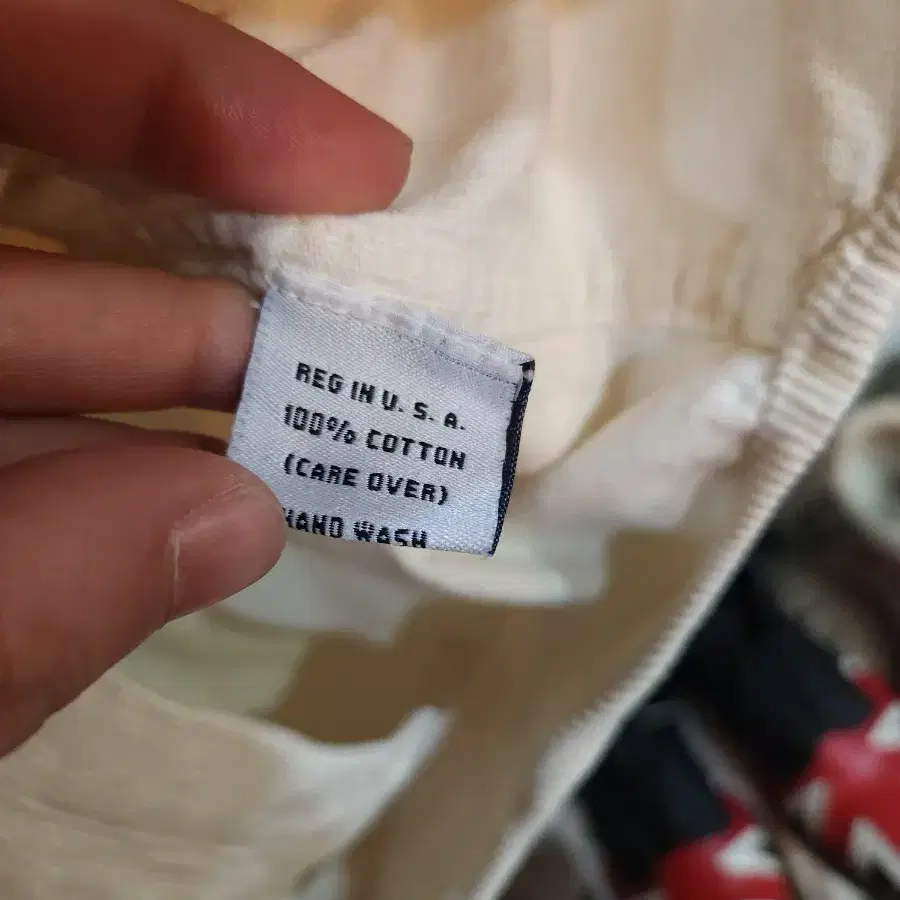 REG IN U. S. A.
100% COTTON
(CARE OVER)
HAND WASH